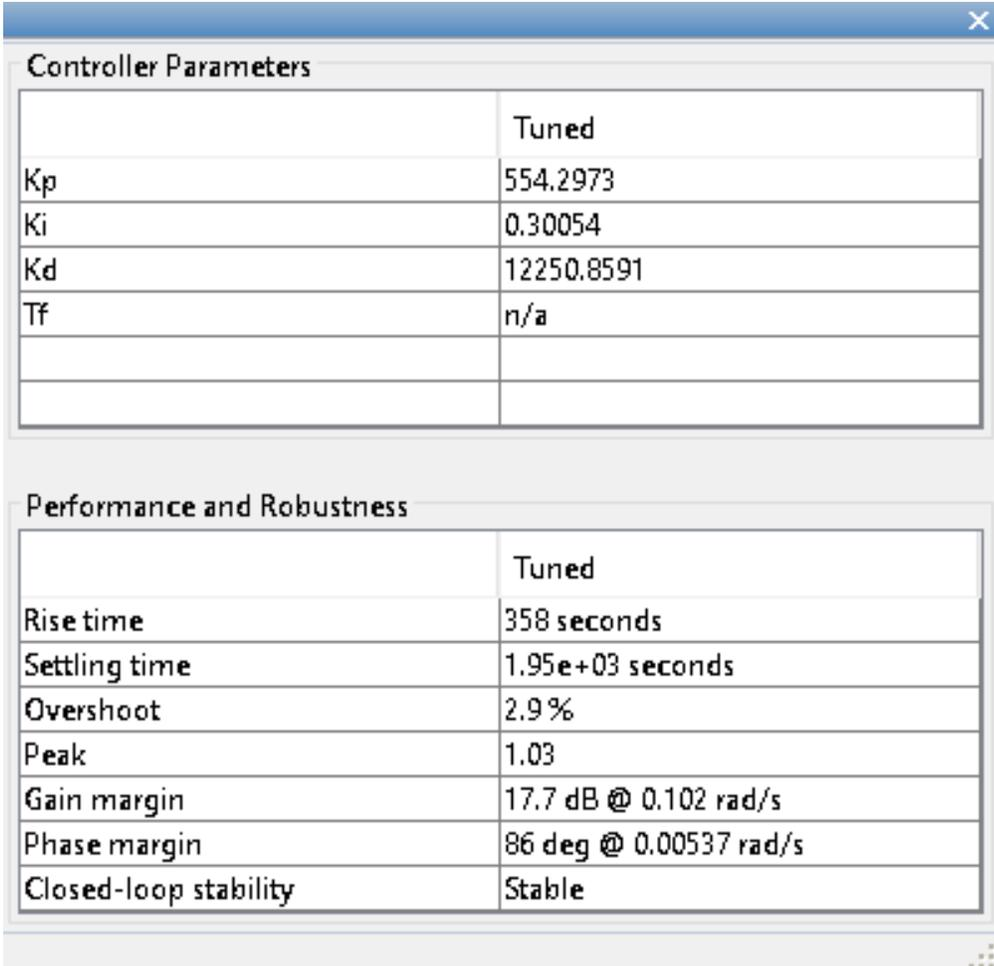 Controller Parameters
Tuned
Kp 554.2973
Ki 0.30054
Kd 12250.8591
Tf n/a
Performance and Robustness
Tuned
Rise time 358 seconds
Settling time 1.95e+03 seconds
Overshoot 2.9 %
Peak 1.03
Gain margin 17.7 dB @ 0.102 rad/s
Phase margin 86 deg @ 0.00537 rad/s
Closed-loop stability Stable